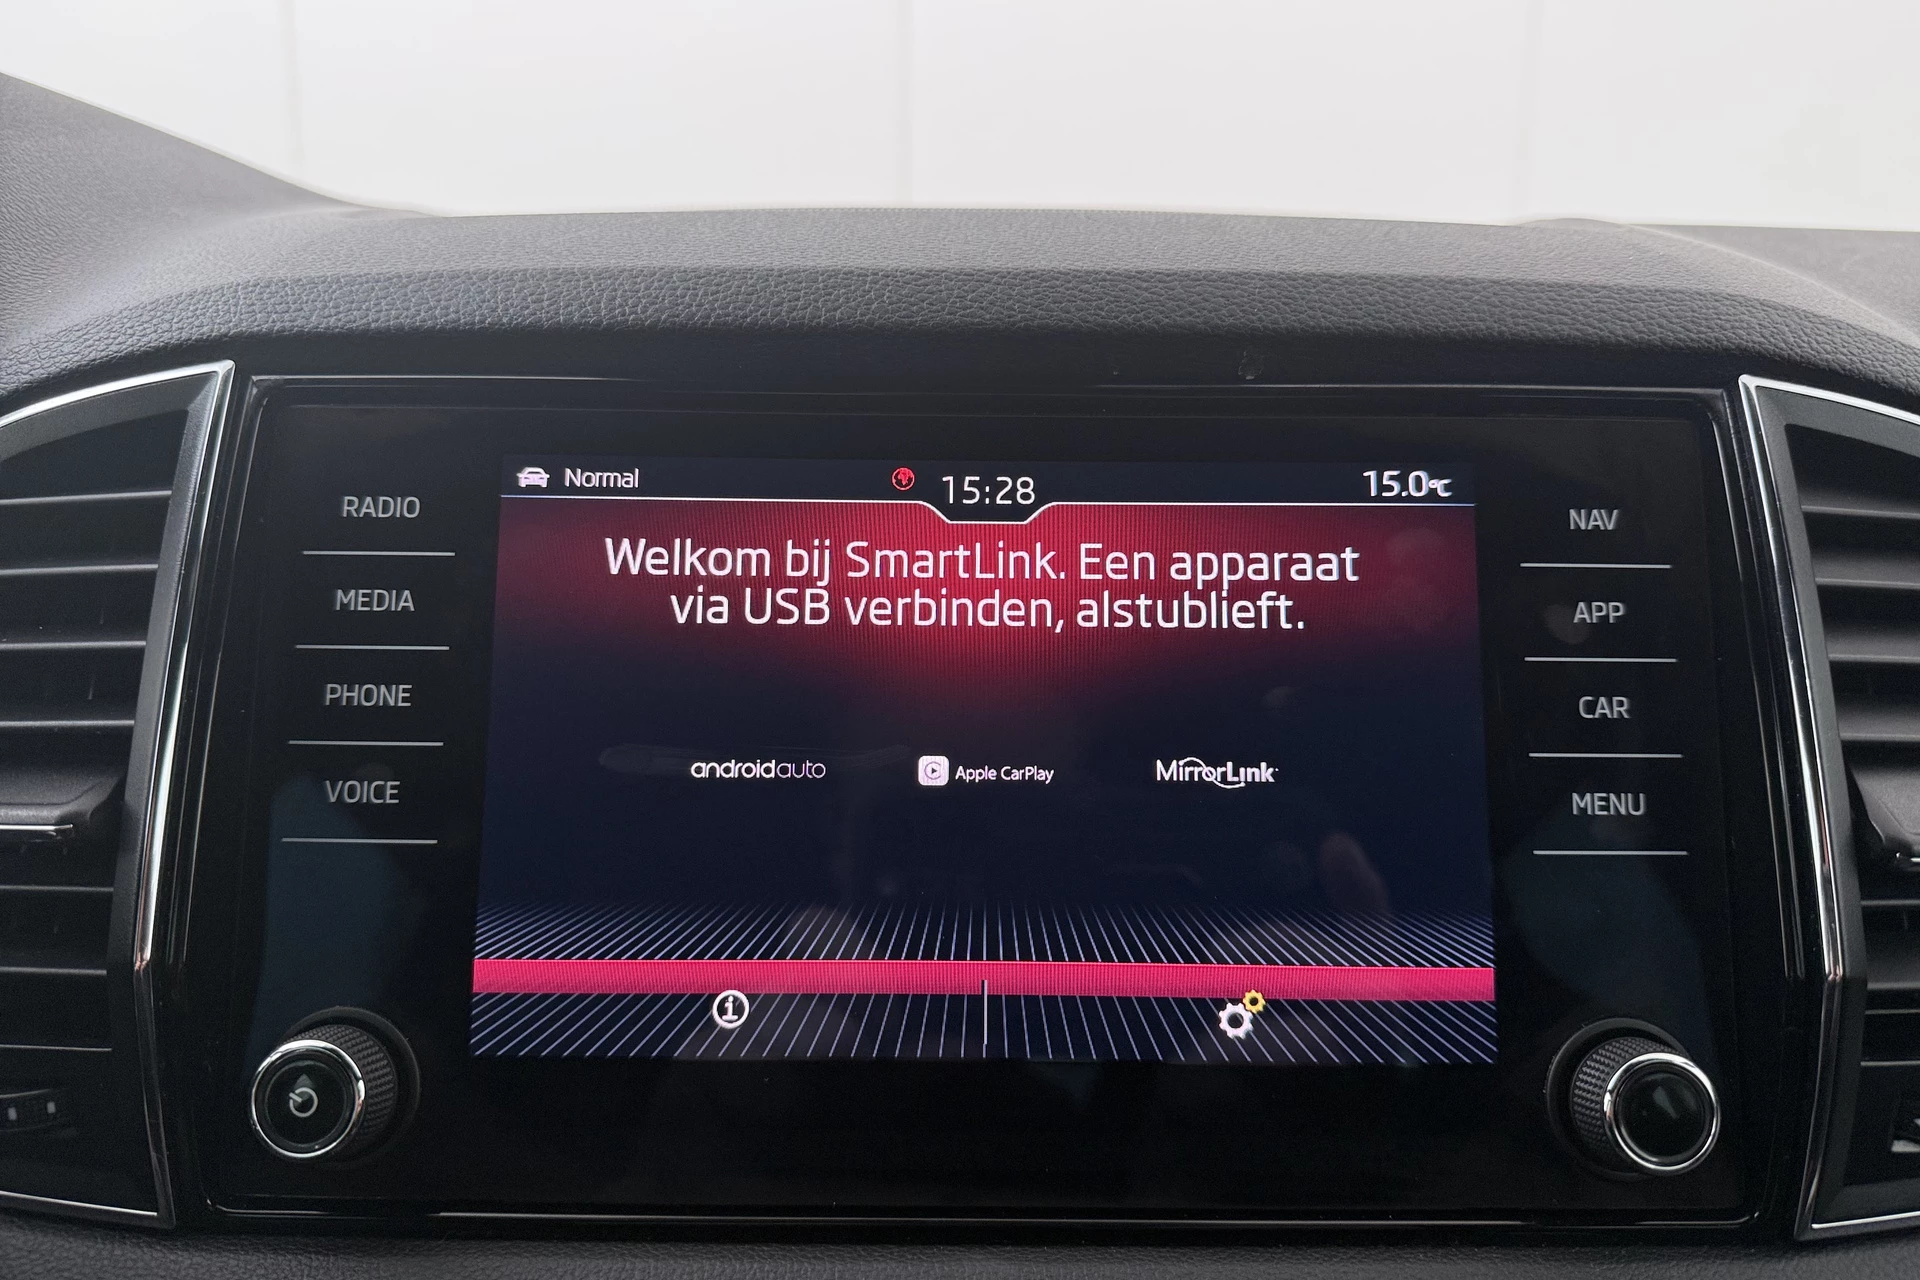 Normal
15:28
15.0°C
Welkom bij SmartLink. Een apparaat
via USB verbinden, alstublieft.
androidauto
Apple CarPlay
MirrorLink
RADIO
MEDIA
PHONE
VOICE
NAV
APP
CAR
MENU